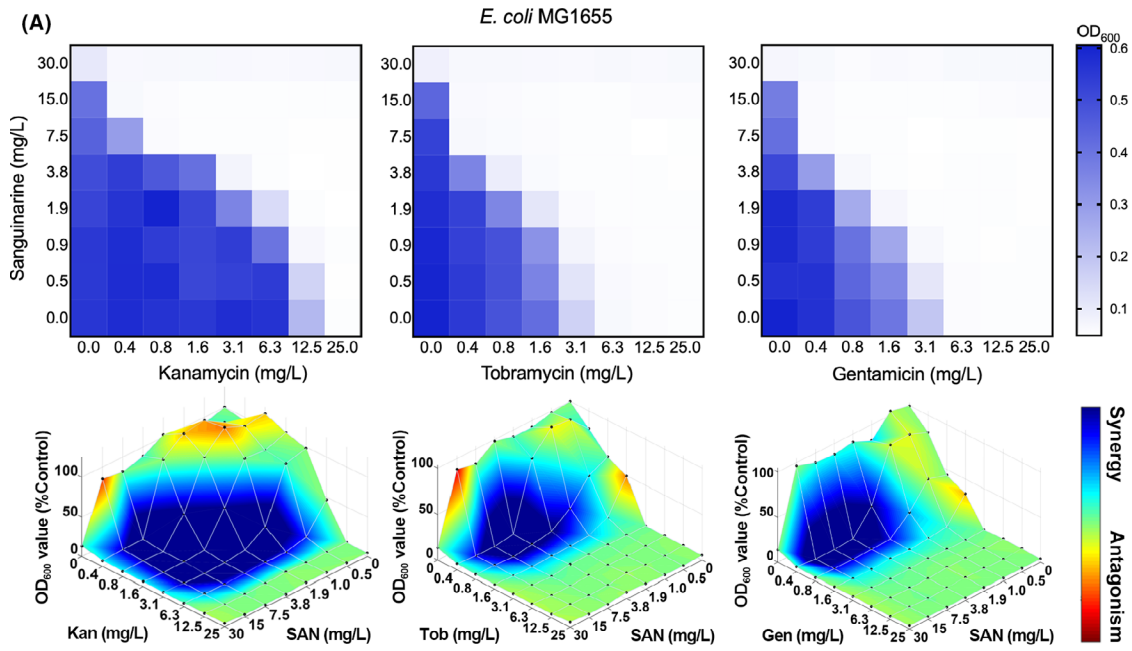 (A)
E. coli MG1655
OD600
Sanguinarine (mg/L)
30.0
15.0
7.5
3.8
1.9
0.9
0.5
0.0
0.0 0.4 0.8 1.6 3.1 6.3 12.5 25.0
Kanamycin (mg/L)
30.0
15.0
7.5
3.8
1.9
0.9
0.5
0.0
0.0 0.4 0.8 1.6 3.1 6.3 12.5 25.0
Tobramycin (mg/L)
30.0
15.0
7.5
3.8
1.9
0.9
0.5
0.0
0.0 0.4 0.8 1.6 3.1 6.3 12.5 25.0
Gentamicin (mg/L)
0.6
0.5
0.4
0.3
0.2
0.1
OD600 value (%Control)
100
50
0
0 0.4 0.8 1.6 3.1 6.3 12.5 25
Kan (mg/L)
30 15 7.5 3.8 1.9 1.0 0.5 0
SAN (mg/L)
OD600 value (%Control)
100
50
0
0 0.4 0.8 1.6 3.1 6.3 12.5 25
Tob (mg/L)
30 15 7.5 3.8 1.9 1.0 0.5 0
SAN (mg/L)
OD600 value (%Control)
100
50
0
0 0.4 0.8 1.6 3.1 6.3 12.5 25
Gen (mg/L)
30 15 7.5 3.8 1.9 1.0 0.5 0
SAN (mg/L)
Synergy
Antagonism